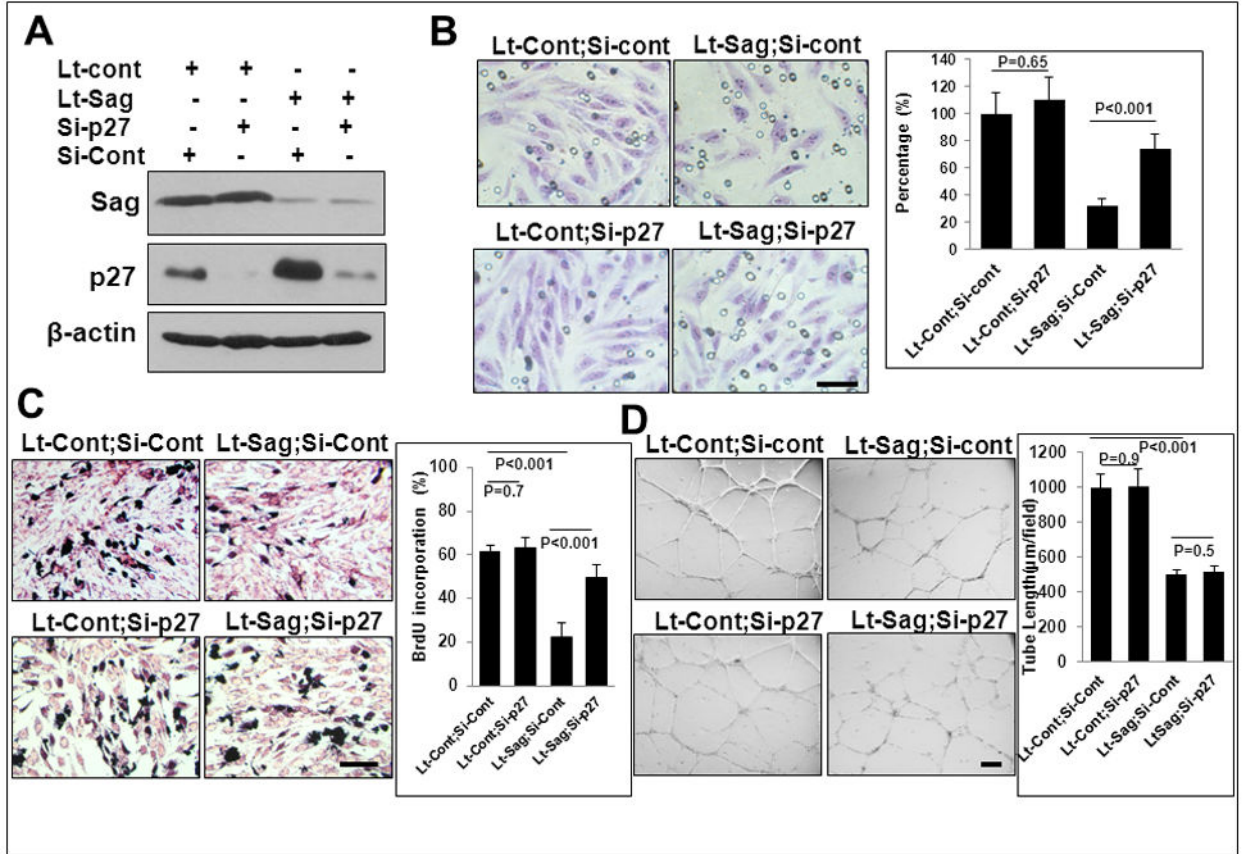 A
Lt-cont + + - -
Lt-Sag - - + +
Si-p27 - + - +
Si-Cont + - + -
Sag
p27
β-actin
B
Lt-Cont;Si-cont
Lt-Sag;Si-cont
Lt-Cont;Si-p27
Lt-Sag;Si-p27
Percentage (%)
140
120
100
80
60
40
20
0
P=0.65
P<0.001
Lt-Cont;Si-cont
Lt-Cont;Si-p27
Lt-Sag;Si-Cont
Lt-Sag;Si-p27
C
Lt-Cont;Si-Cont
Lt-Sag;Si-Cont
Lt-Cont;Si-p27
Lt-Sag;Si-p27
BrdU incorporation (%)
100
80
60
40
20
0
P<0.001
P=0.7
P<0.001
Lt-Cont;Si-Cont
Lt-Cont;Si-p27
Lt-Sag;Si-Cont
Lt-Sag;Si-p27
D
Lt-Cont;Si-cont
Lt-Sag;Si-cont
Lt-Cont;Si-p27
Lt-Sag;Si-p27
Tube Length(µm/field)
1200
1000
800
600
400
200
0
P<0.001
P=0.9
P=0.5
Lt-Cont;Si-Cont
Lt-Cont;Si-p27
Lt-Sag;Si-Cont
LtSag;Si-p27